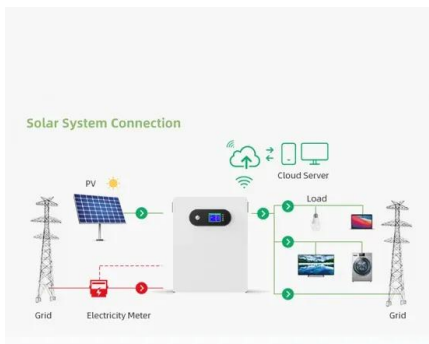 Solar System Connection
Cloud Server
PV
Load
Grid
Electricity Meter
Grid